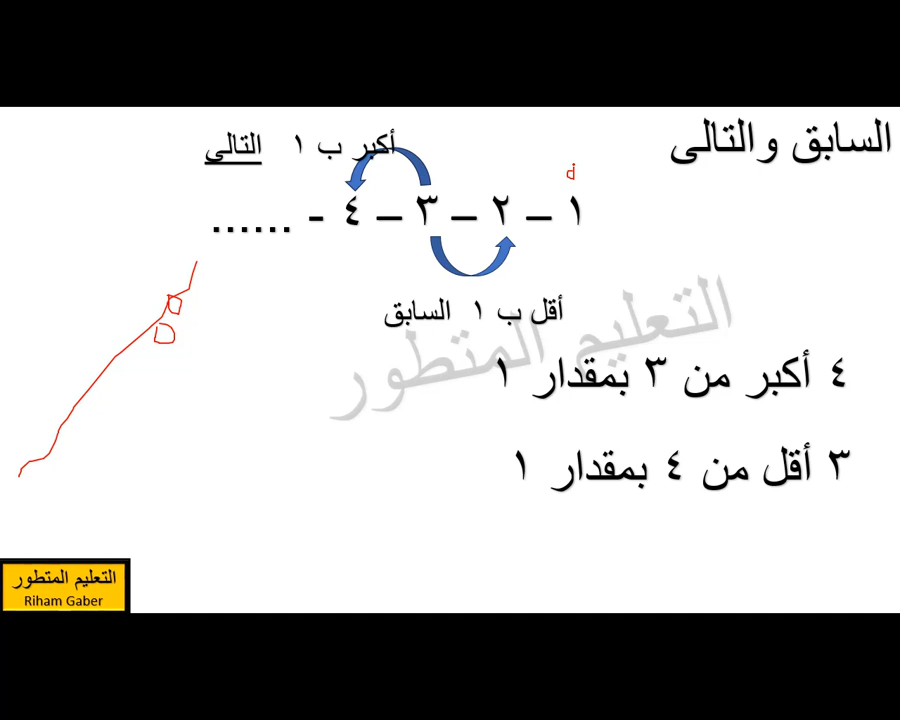 السابق والتالى
أكبر ب ١ التالى
١ – ٢ – ٣ – ٤ - ......
أقل ب ١ السابق
٤ أكبر من ٣ بمقدار ١
٣ أقل من ٤ بمقدار ١
التعليم المتطور
التعليم المتطور
Riham Gaber